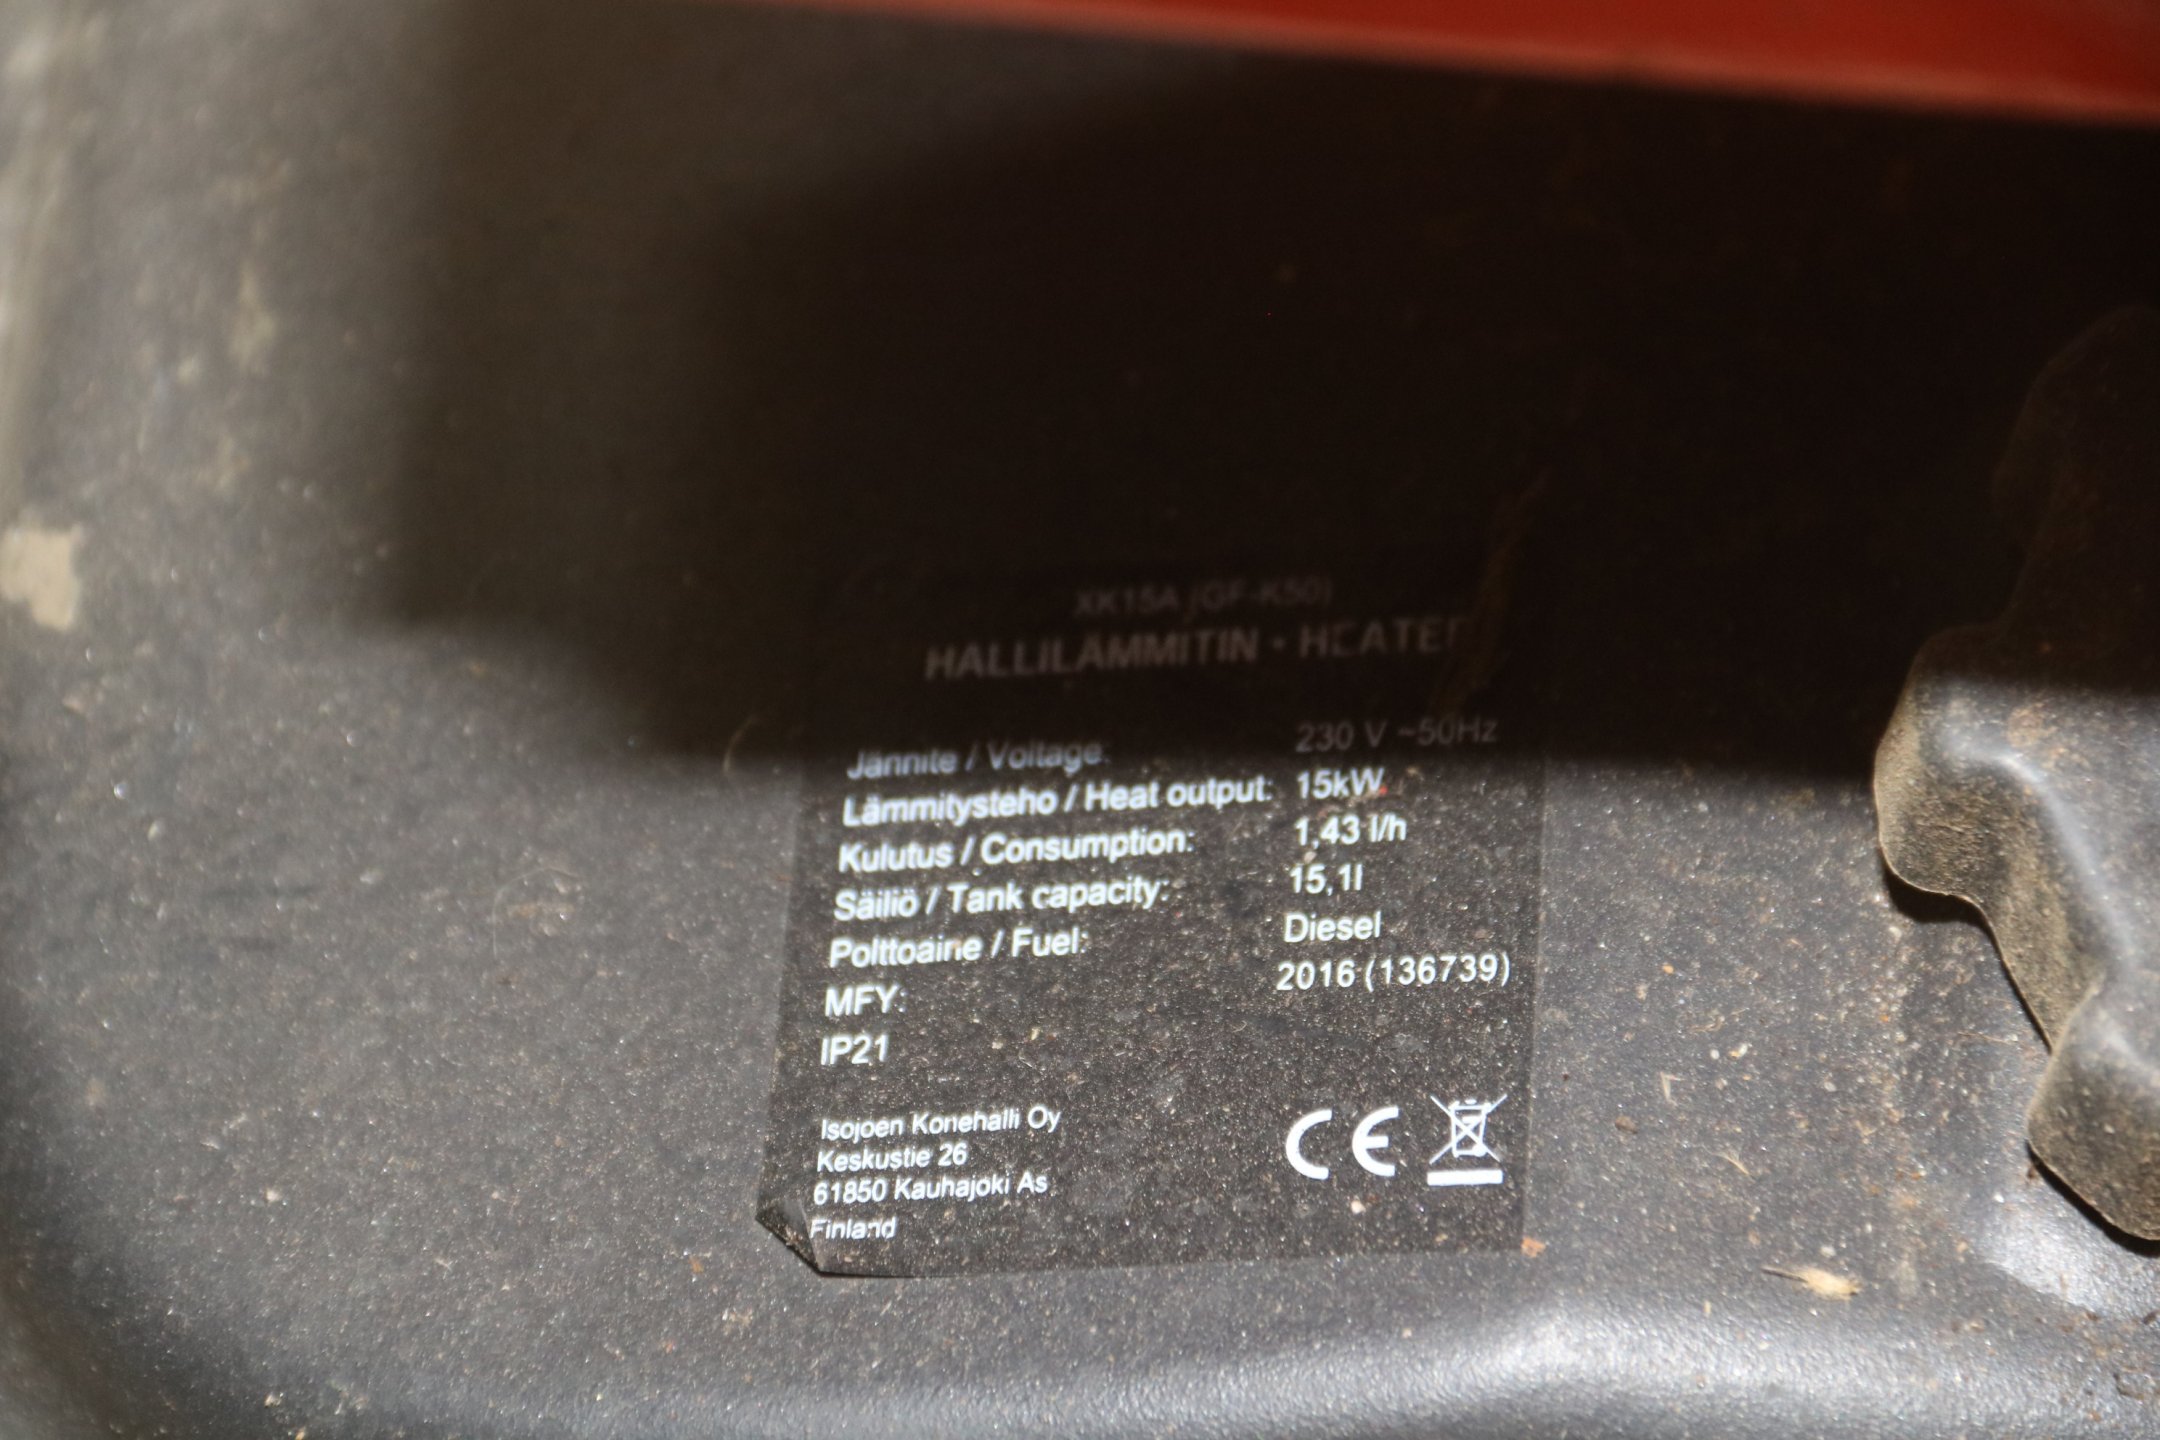 XK15A (GF-K50)
HALLILÄMMITIN - HEATER
Jännite / Voltage: 230 V ~50Hz
Lämmitysteho / Heat output: 15kW
Kulutus / Consumption: 1,43 l/h
Säiliö / Tank capacity: 15,1l
Polttoaine / Fuel: Diesel
MFY: 2016 (136739)
IP21
Isojoen Konehalli Oy
Keskustie 26
61850 Kauhajoki As
Finland
CE